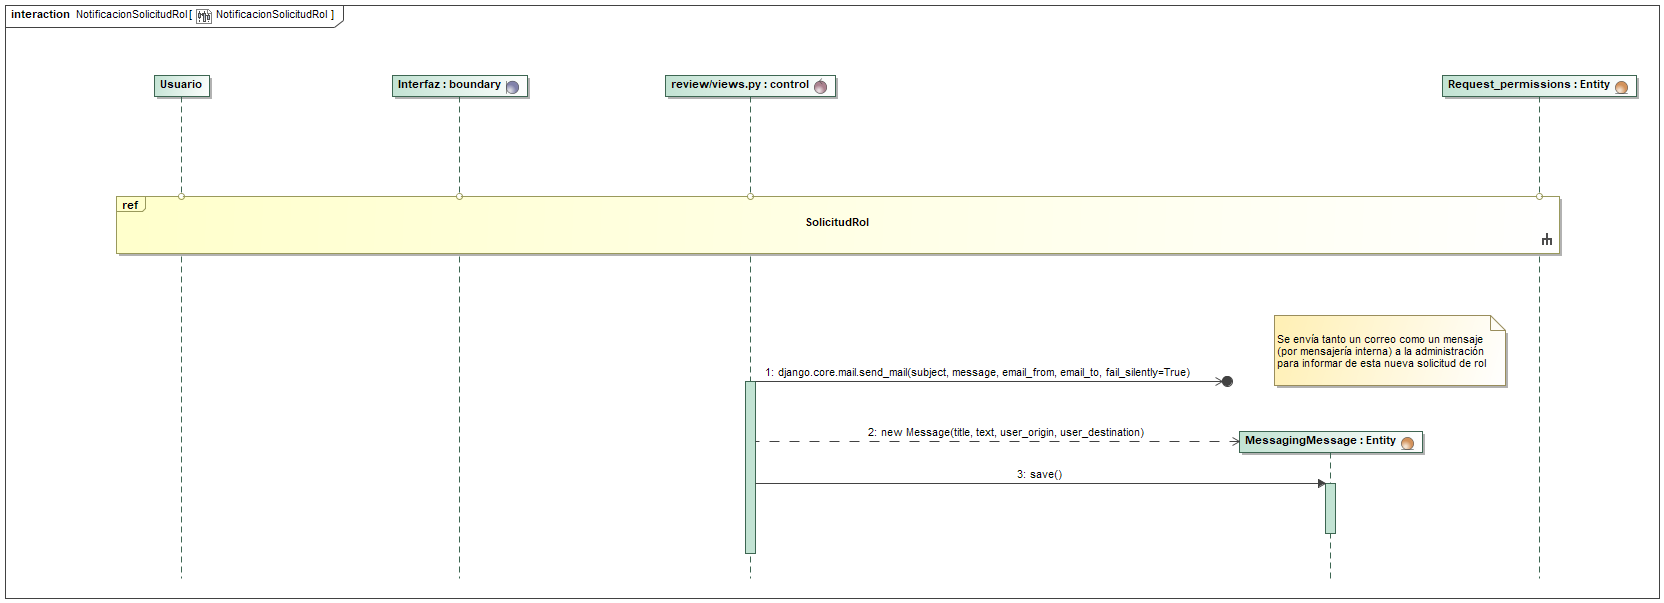 interaction NotificacionSolicitudRol[ NotificacionSolicitudRol ]
Usuario
Interfaz : boundary
review/views.py : control
Request_permissions : Entity
ref
SolicitudRol
Se envía tanto un correo como un mensaje
(por mensajería interna) a la administración
para informar de esta nueva solicitud de rol
1: django.core.mail.send_mail(subject, message, email_from, email_to, fail_silently=True)
2: new Message(title, text, user_origin, user_destination)
MessagingMessage : Entity
3: save()